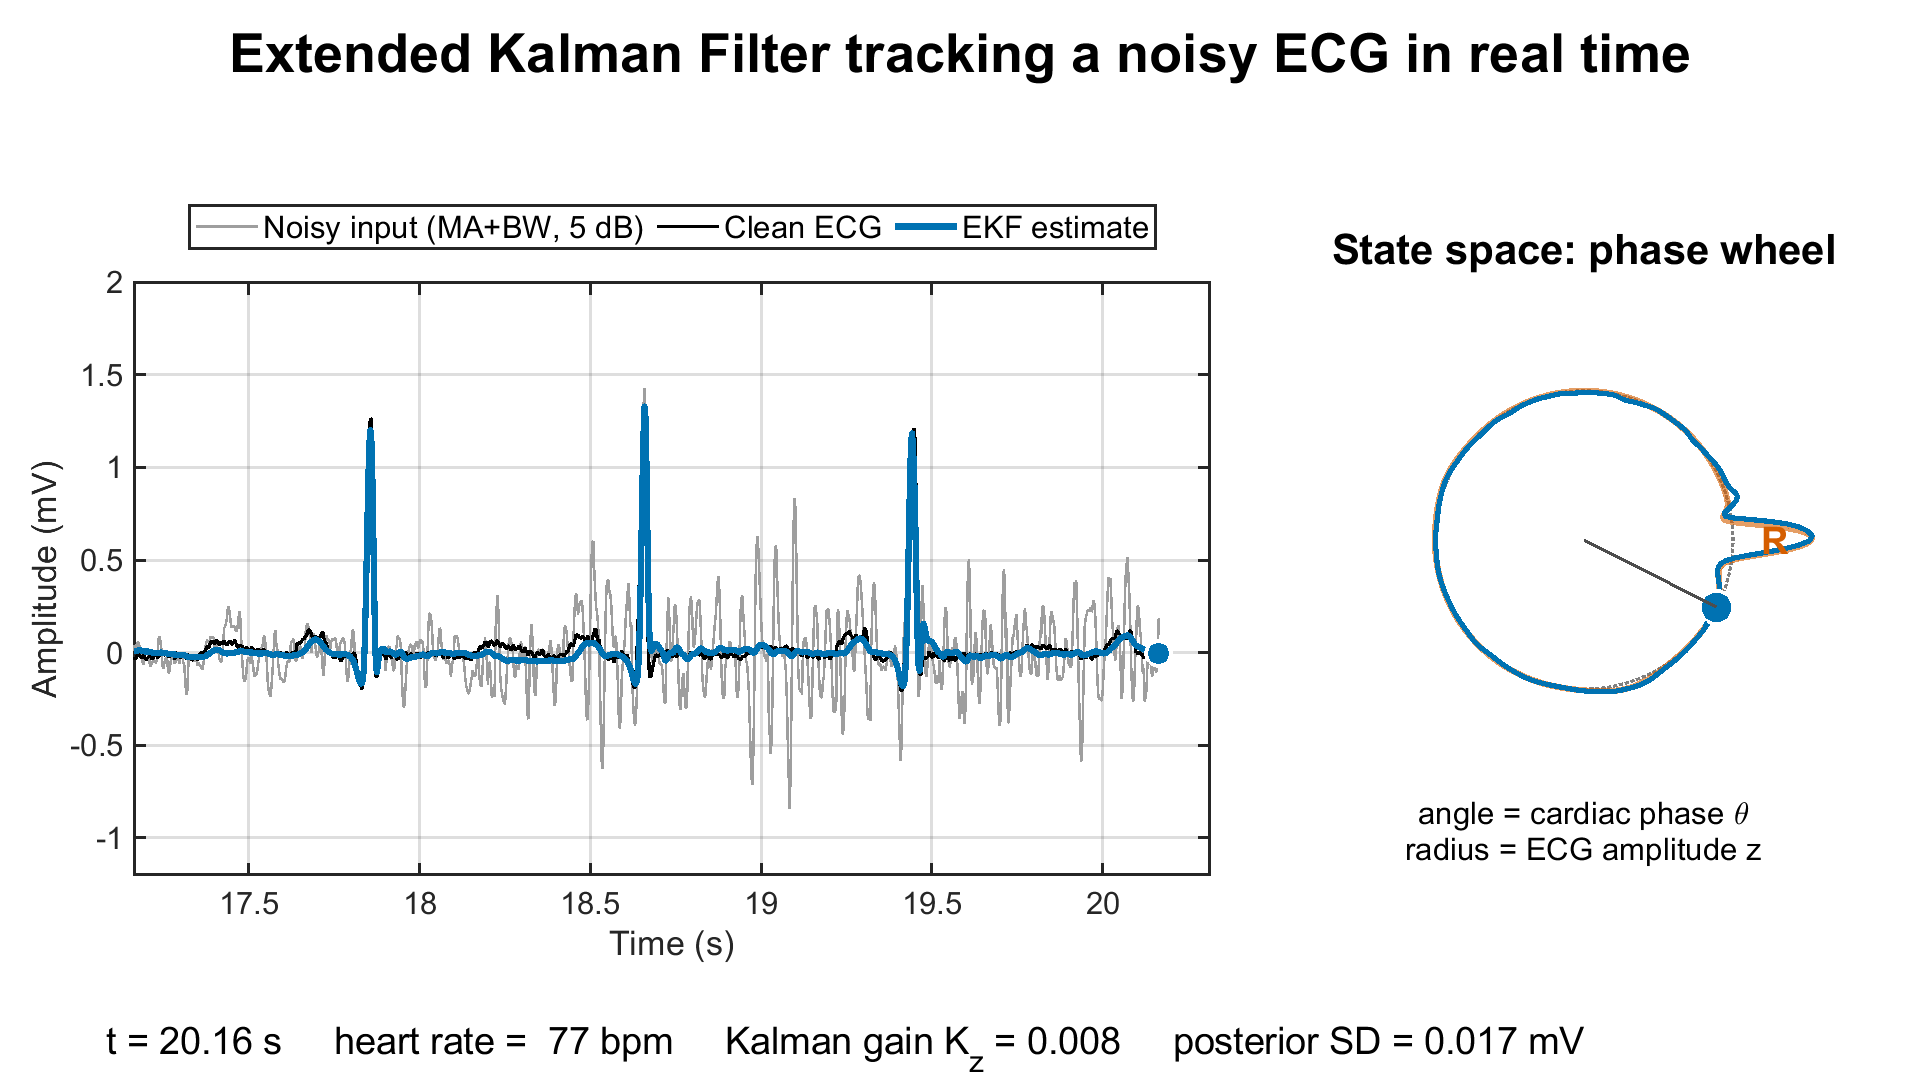 Extended Kalman Filter tracking a noisy ECG in real time
Noisy input (MA+BW, 5 dB) Clean ECG EKF estimate
State space: phase wheel
2
1.5
1
0.5
0
-0.5
-1
Amplitude (mV)
17.5 18 18.5 19 19.5 20
Time (s)
R
angle = cardiac phase θ
radius = ECG amplitude z
t = 20.16 s heart rate = 77 bpm Kalman gain K_z = 0.008 posterior SD = 0.017 mV